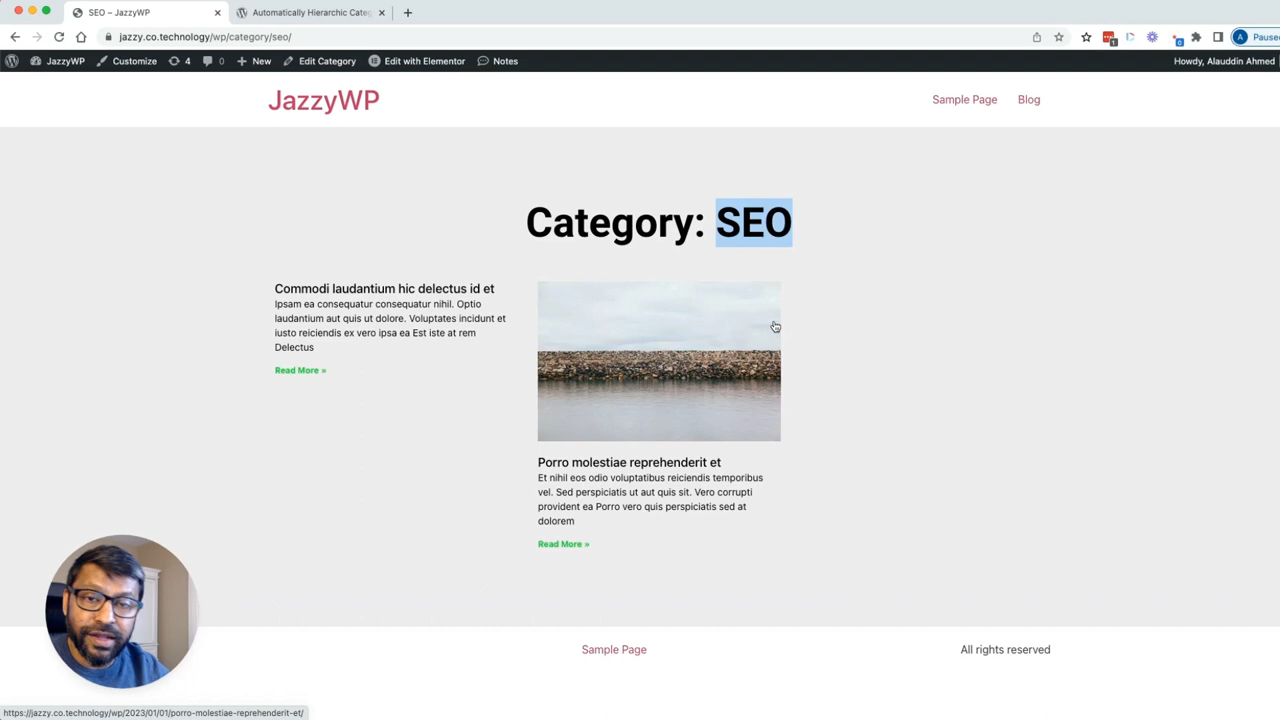 SEO – JazzyWP
Automatically Hierarchic Categ
jazzy.co.technology/wp/category/seo/
1
6
A
Paused
JazzyWP
Customize
4
0
New
Edit Category
Edit with Elementor
Notes
Howdy, Alauddin Ahmed
JazzyWP
Sample Page
Blog
Category: SEO
Commodi laudantium hic delectus id et
Ipsam ea consequatur consequatur nihil. Optio
laudantium aut quis ut dolore. Voluptates incidunt et
iusto reiciendis ex vero ipsa ea Est iste at rem
Delectus
Read More »
Porro molestiae reprehenderit et
Et nihil eos odio voluptatibus reiciendis temporibus
vel. Sed perspiciatis ut aut quis sit. Vero corrupti
provident ea Porro vero quis perspiciatis sed at
dolorem
Read More »
Sample Page
All rights reserved
https://jazzy.co.technology/wp/2023/01/01/porro-molestiae-reprehenderit-et/